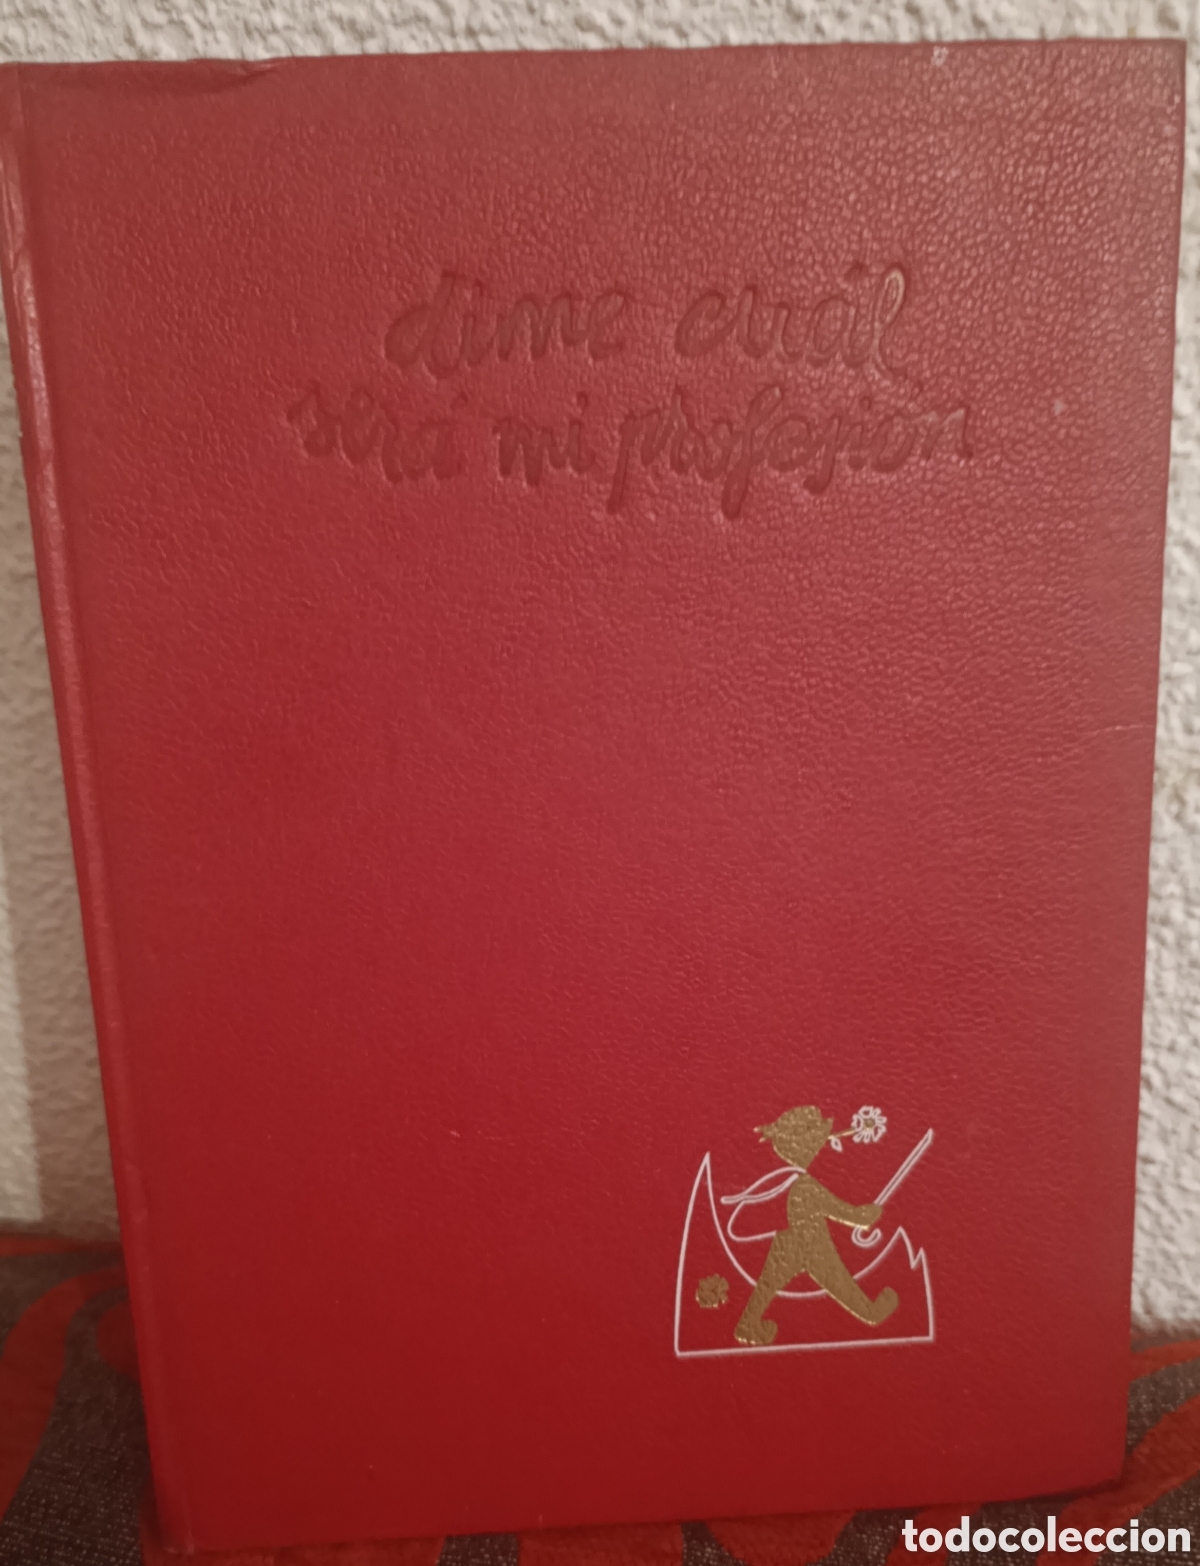 dime cuál
será mi profesión
todocoleccion